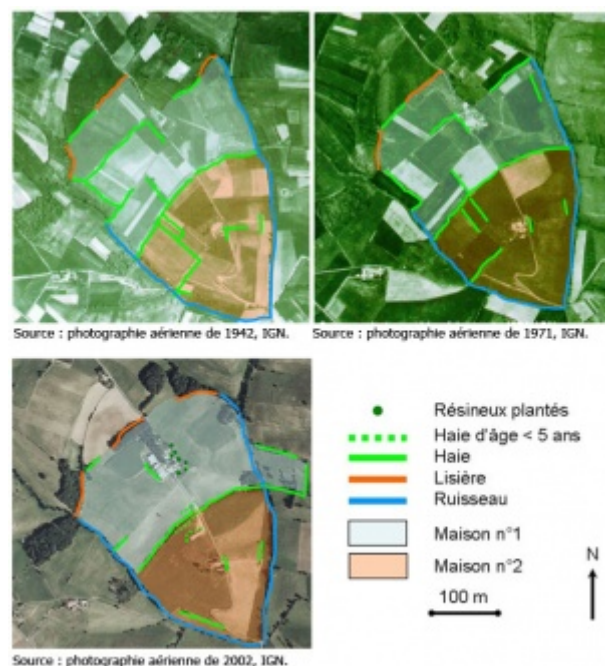 Source : photographie aérienne de 1942, IGN.
Source : photographie aérienne de 1971, IGN.
Résineux plantés
Haie d'âge < 5 ans
Haie
Lisière
Ruisseau
Maison n°1
Maison n°2
100 m
N
Source : photographie aérienne de 2002, IGN.